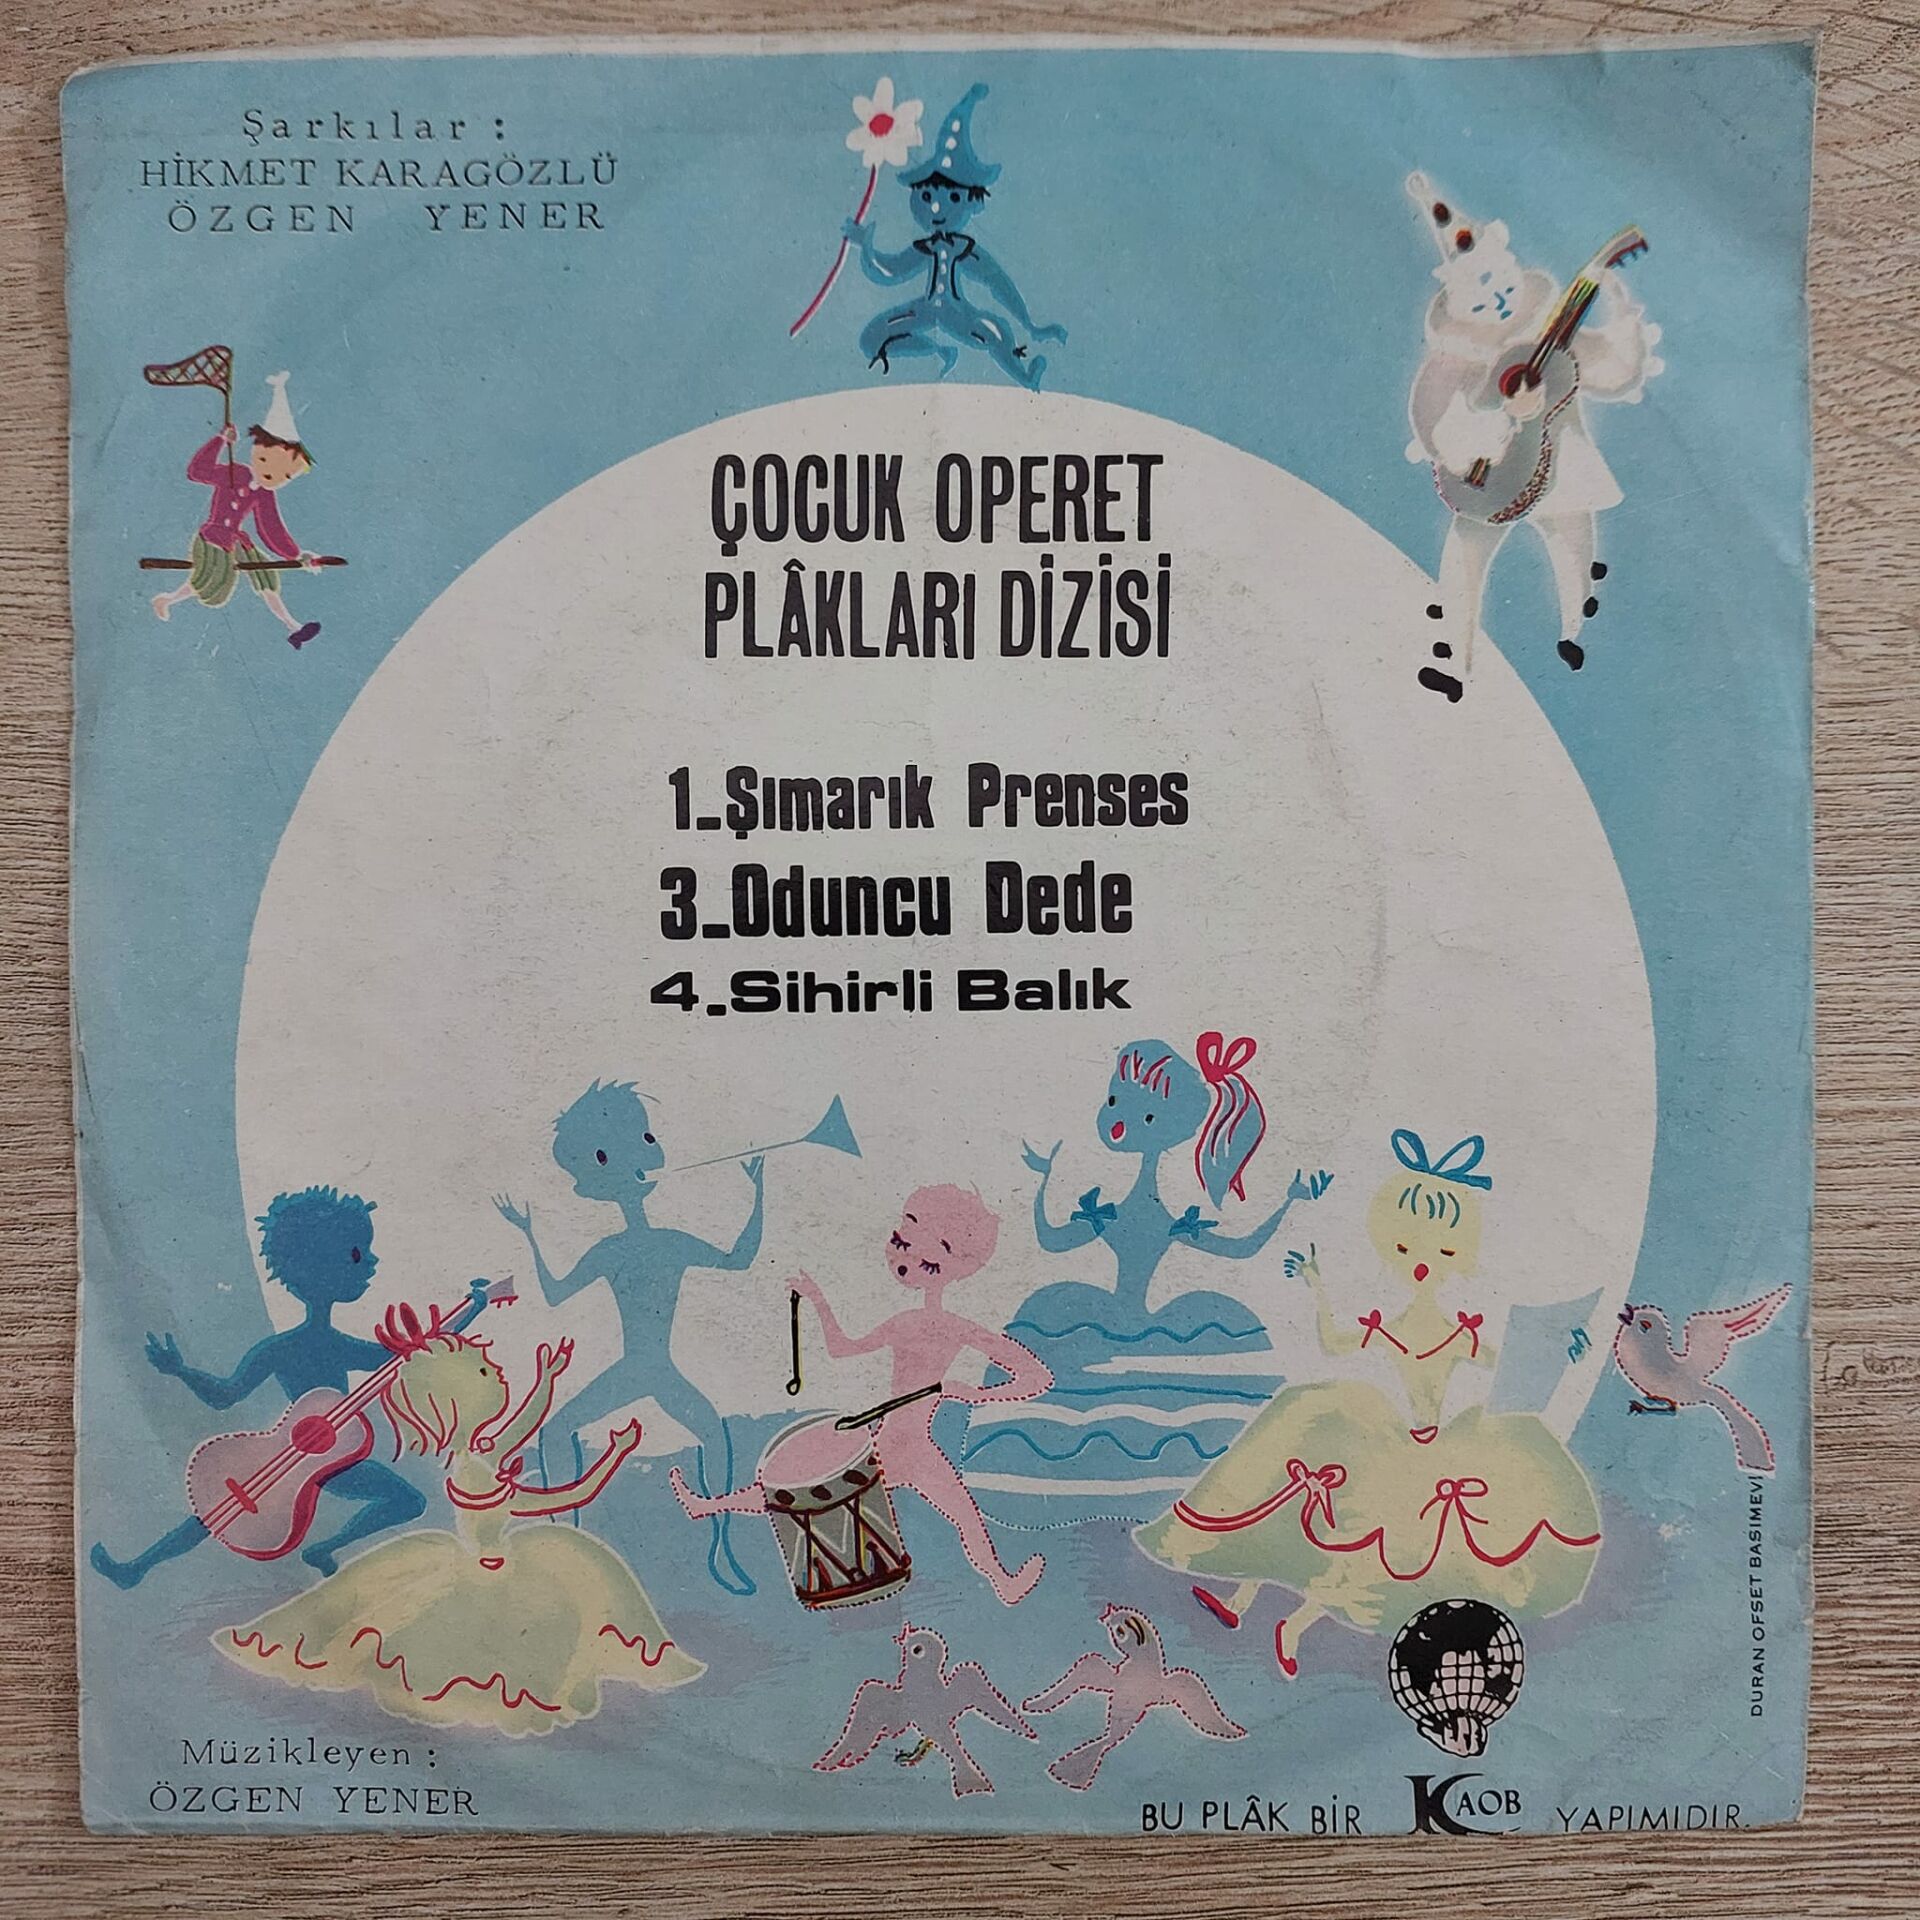 Şarkılar :
HİKMET KARAGÖZLÜ
ÖZGEN YENER
ÇOCUK OPERET
PLÂKLARI DİZİSİ
1_Şımarık Prenses
3_Oduncu Dede
4_Sihirli Balık
DURAN OFSET BASIMEVİ
Müzikleyen :
ÖZGEN YENER
BU PLÂK BİR KAOB YAPIMIDIR.